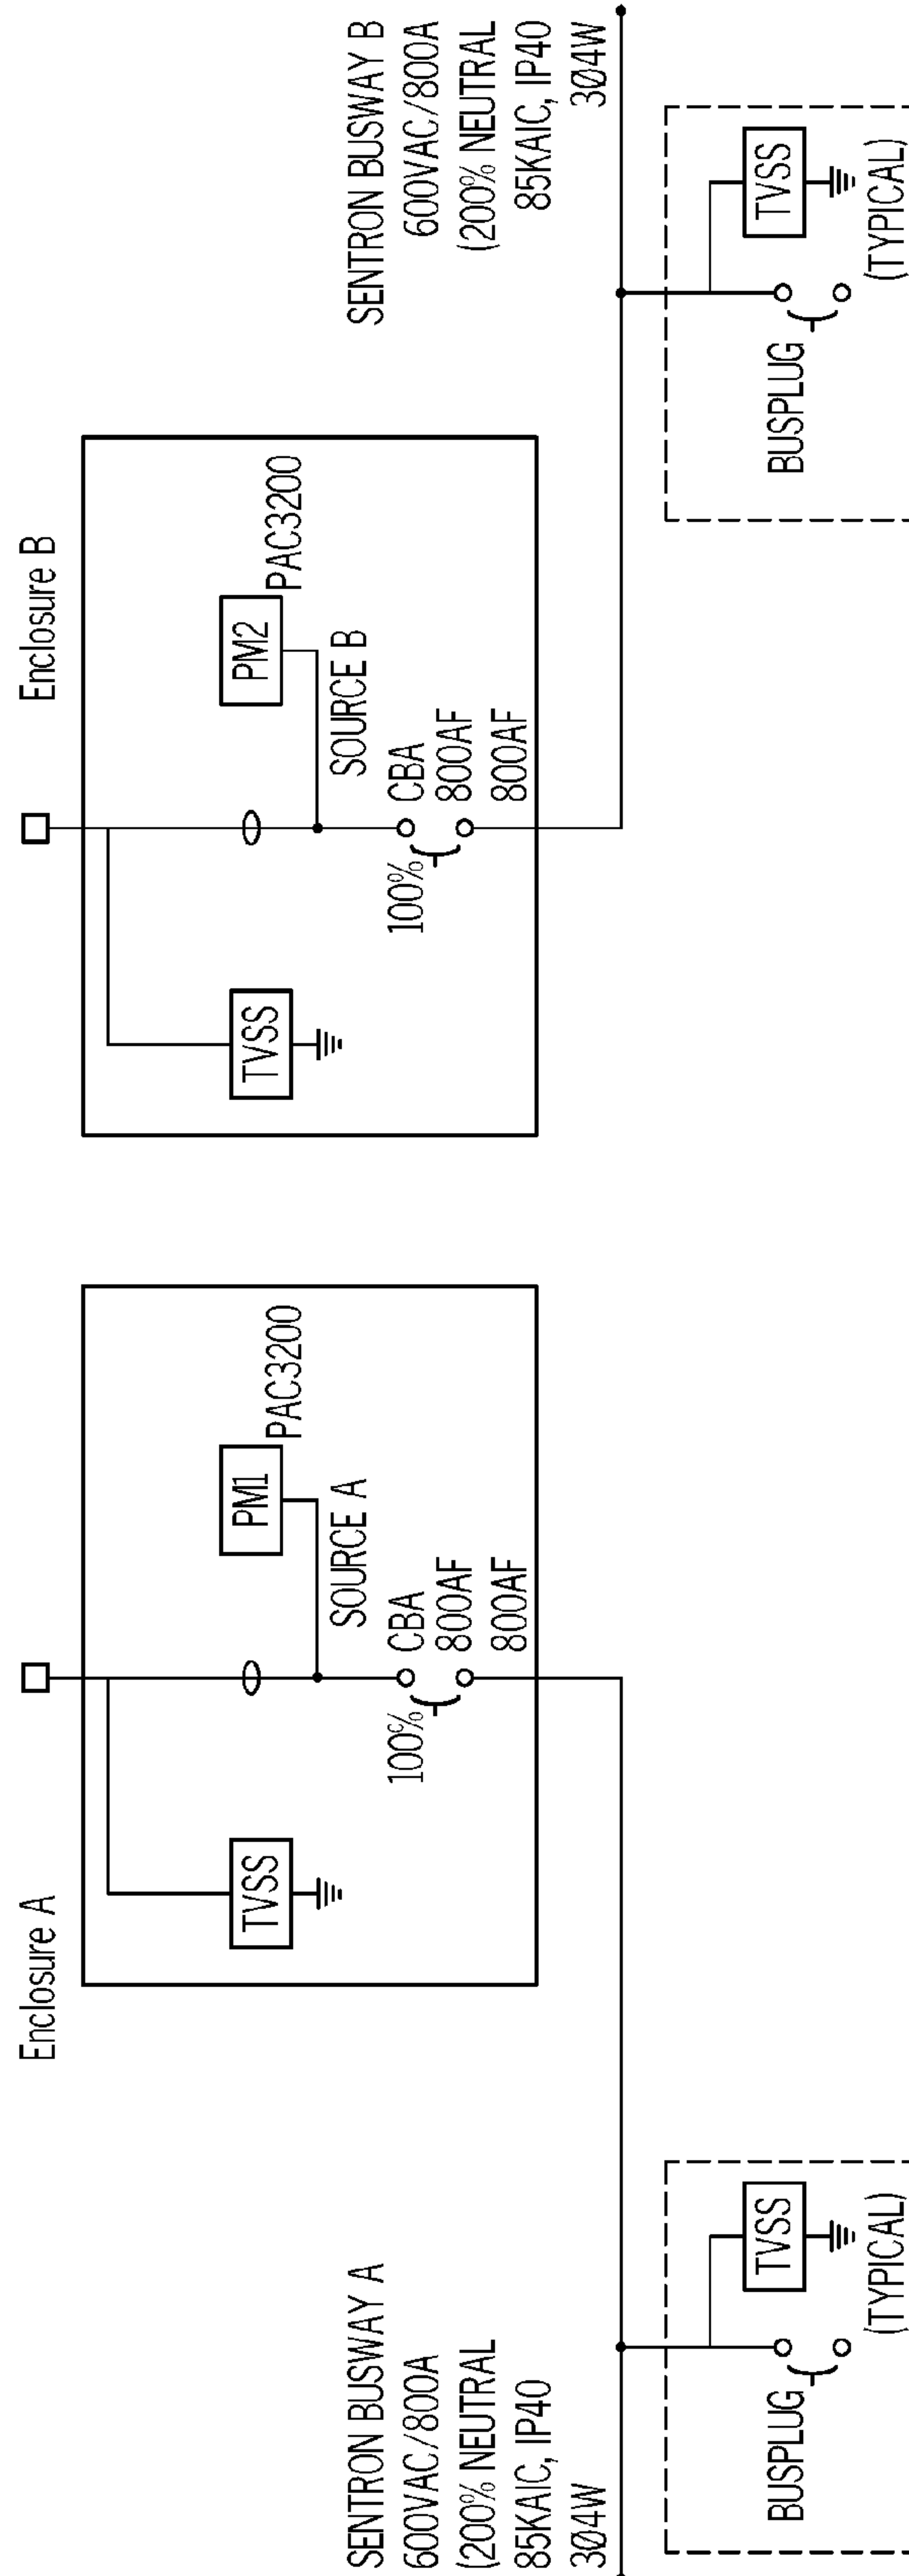 Enclosure A
TVSS
PM1
PAC3200
SOURCE A
100%
CBA
800AF
800AF
SENTRON BUSWAY A
600VAC/800A
(200% NEUTRAL
85KAIC, IP40
3Ø4W
BUSPLUG
TVSS
(TYPICAL)
Enclosure B
TVSS
PM2
PAC3200
SOURCE B
100%
CBA
800AF
800AF
SENTRON BUSWAY B
600VAC/800A
(200% NEUTRAL
85KAIC, IP40
3Ø4W
BUSPLUG
TVSS
(TYPICAL)